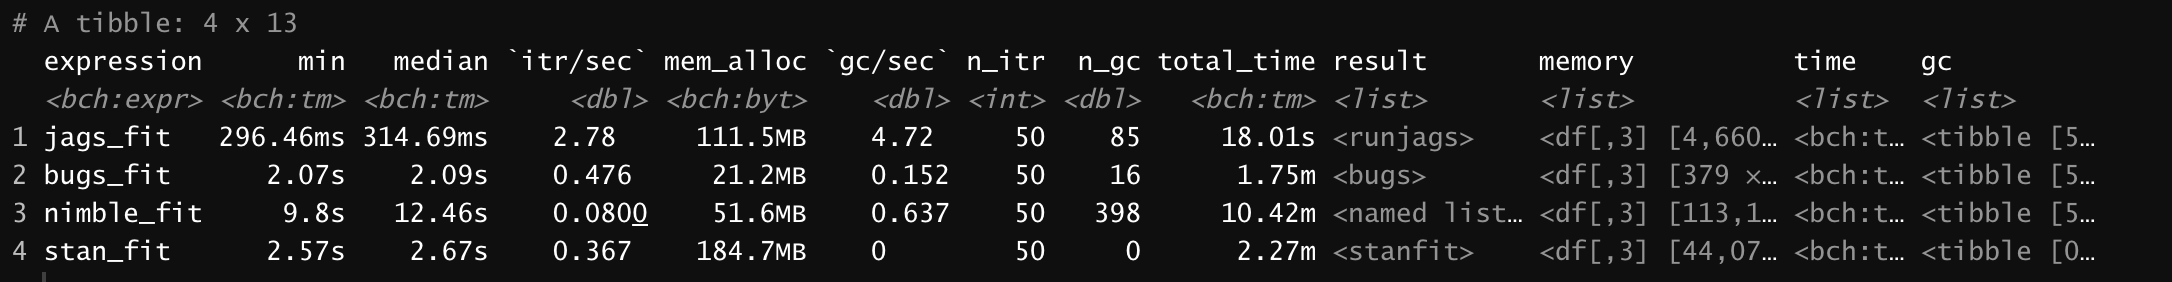 # A tibble: 4 x 13
expression min median `itr/sec` mem_alloc `gc/sec` n_itr n_gc total_time result memory time gc
<bch:expr> <bch:tm> <bch:tm> <dbl> <bch:byt> <dbl> <int> <dbl> <bch:tm> <list> <list> <list> <list>
1 jags_fit 296.46ms 314.69ms 2.78 111.5MB 4.72 50 85 18.01s <runjags> <df[,3] [4,660… <bch:t… <tibble [5…
2 bugs_fit 2.07s 2.09s 0.476 21.2MB 0.152 50 16 1.75m <bugs> <df[,3] [379 ×… <bch:t… <tibble [5…
3 nimble_fit 9.8s 12.46s 0.0800 51.6MB 0.637 50 398 10.42m <named list… <df[,3] [113,1… <bch:t… <tibble [5…
4 stan_fit 2.57s 2.67s 0.367 184.7MB 0 50 0 2.27m <stanfit> <df[,3] [44,07… <bch:t… <tibble [0…